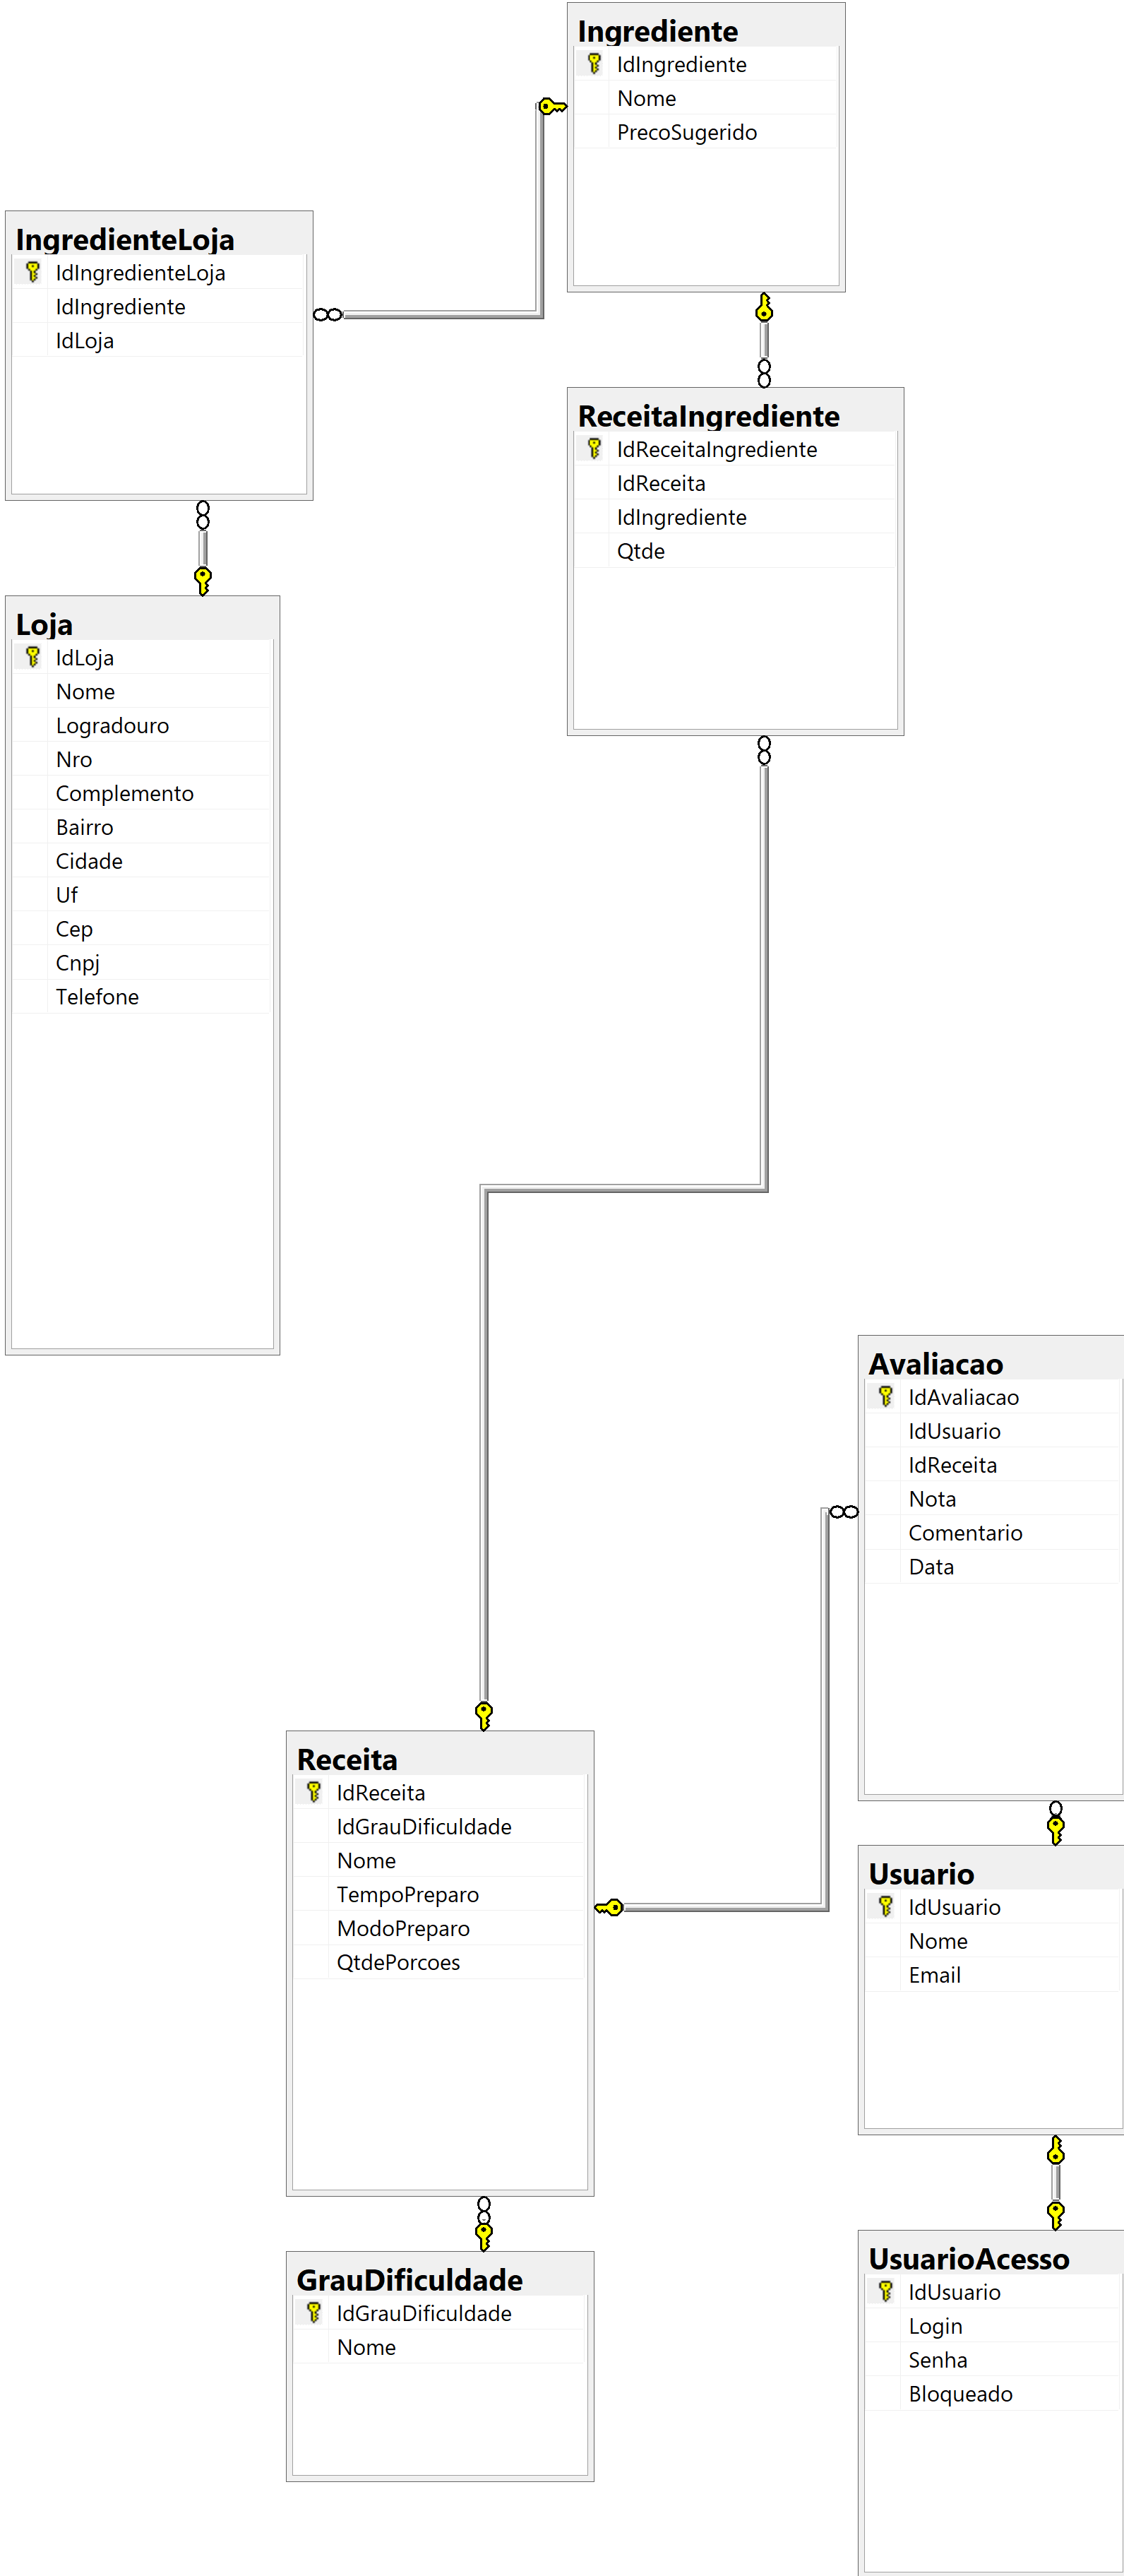 Ingrediente
IdIngrediente
Nome
PrecoSugerido
IngredienteLoja
IdIngredienteLoja
IdIngrediente
IdLoja
ReceitaIngrediente
IdReceitaIngrediente
IdReceita
IdIngrediente
Qtde
Loja
IdLoja
Nome
Logradouro
Nro
Complemento
Bairro
Cidade
Uf
Cep
Cnpj
Telefone
Avaliacao
IdAvaliacao
IdUsuario
IdReceita
Nota
Comentario
Data
Receita
IdReceita
IdGrauDificuldade
Nome
TempoPreparo
ModoPreparo
QtdePorcoes
Usuario
IdUsuario
Nome
Email
GrauDificuldade
IdGrauDificuldade
Nome
UsuarioAcesso
IdUsuario
Login
Senha
Bloqueado